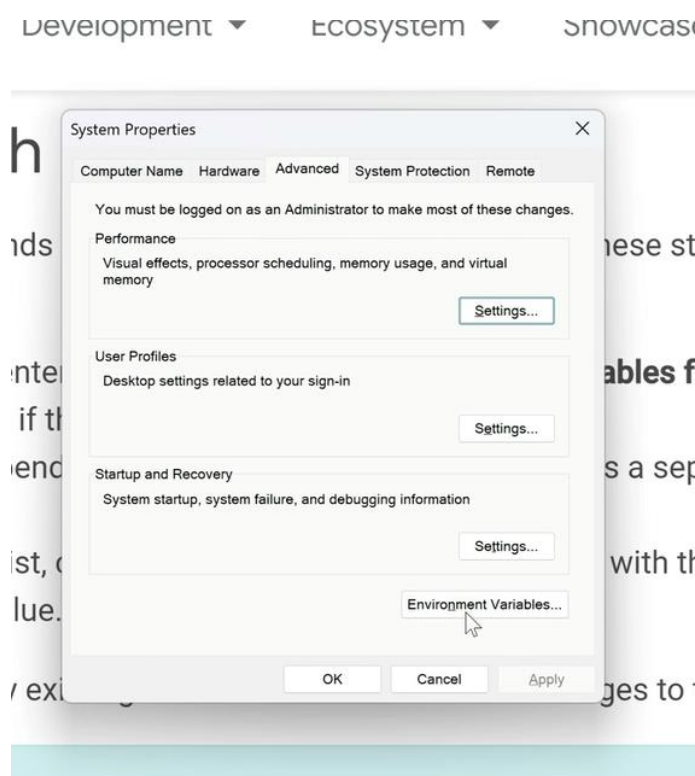 Development Ecosystem Showcase
System Properties
Computer Name Hardware Advanced System Protection Remote
You must be logged on as an Administrator to make most of these changes.
Performance
Visual effects, processor scheduling, memory usage, and virtual
memory
Settings...
User Profiles
Desktop settings related to your sign-in
Settings...
Startup and Recovery
System startup, system failure, and debugging information
Settings...
Environment Variables...
OK Cancel Apply
h
nds
hese st
ente
ables f
if th
pend
s a sep
ist,
with th
lue.
y exi
ges to